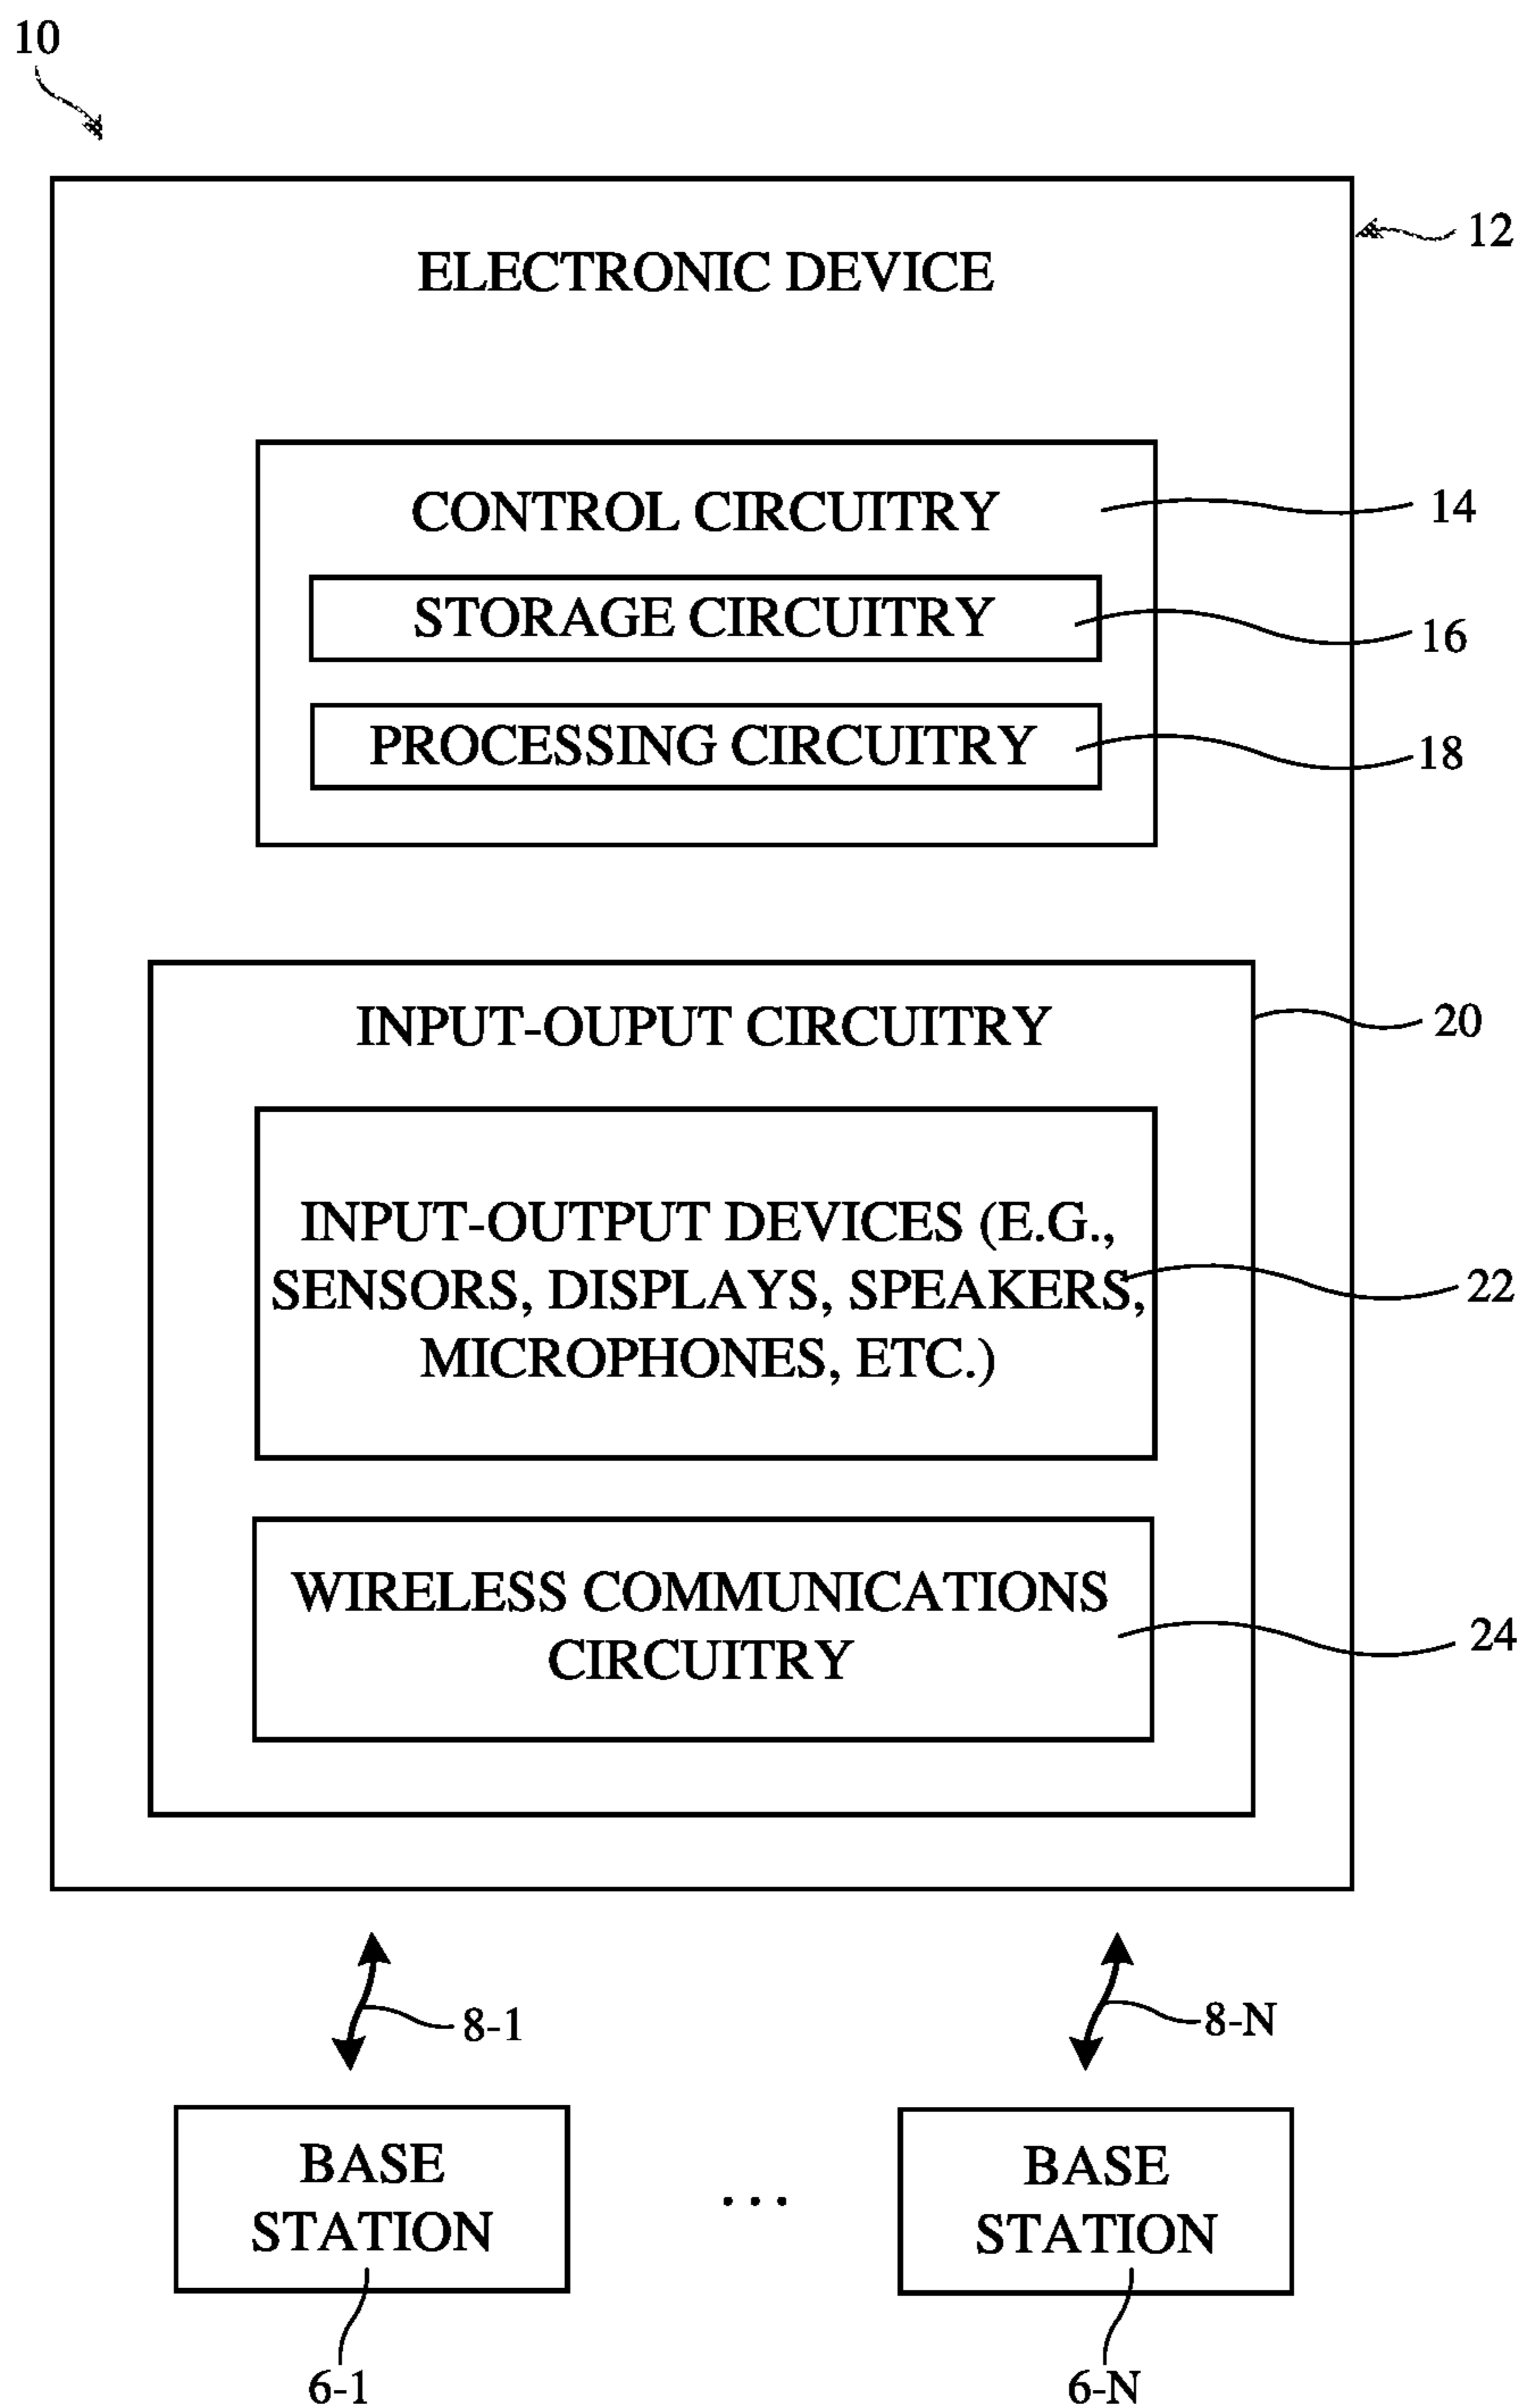 10
12
ELECTRONIC DEVICE
CONTROL CIRCUITRY
14
STORAGE CIRCUITRY
16
PROCESSING CIRCUITRY
18
INPUT-OUPUT CIRCUITRY
20
INPUT-OUTPUT DEVICES (E.G.,
SENSORS, DISPLAYS, SPEAKERS,
MICROPHONES, ETC.)
22
WIRELESS COMMUNICATIONS
CIRCUITRY
24
8-1
8-N
BASE
STATION
...
BASE
STATION
6-1
6-N